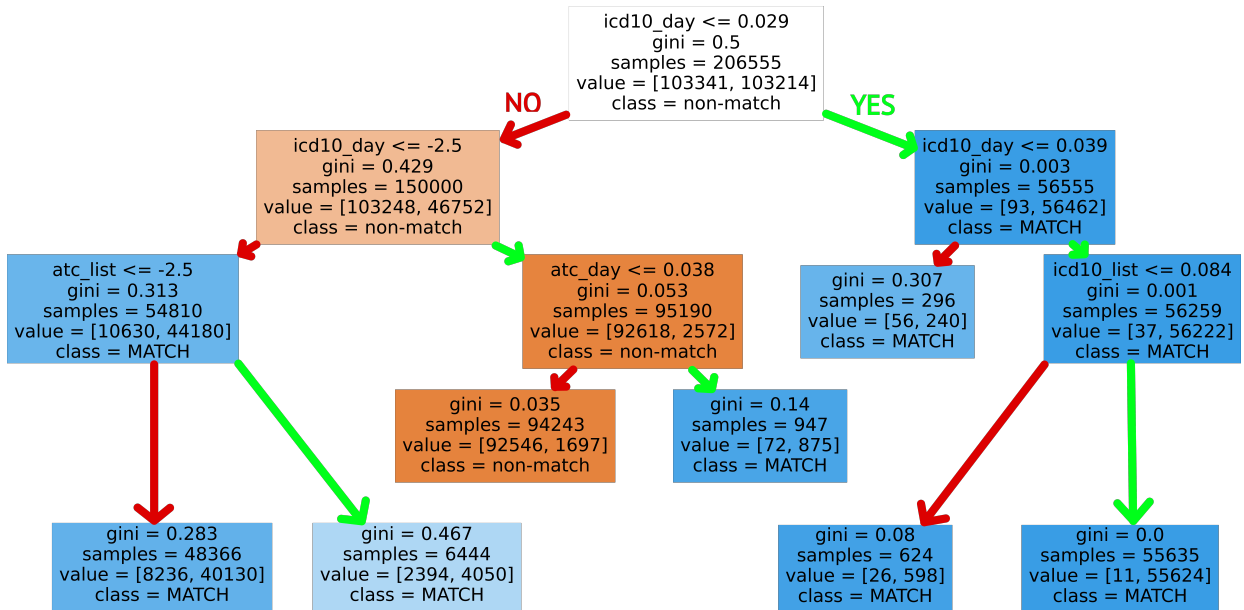 icd10_day <= 0.029
gini = 0.5
samples = 206555
value = [103341, 103214]
class = non-match
NO
YES
icd10_day <= -2.5
gini = 0.429
samples = 150000
value = [103248, 46752]
class = non-match
icd10_day <= 0.039
gini = 0.003
samples = 56555
value = [93, 56462]
class = MATCH
atc_list <= -2.5
gini = 0.313
samples = 54810
value = [10630, 44180]
class = MATCH
atc_day <= 0.038
gini = 0.053
samples = 95190
value = [92618, 2572]
class = non-match
gini = 0.307
samples = 296
value = [56, 240]
class = MATCH
icd10_list <= 0.084
gini = 0.001
samples = 56259
value = [37, 56222]
class = MATCH
gini = 0.035
samples = 94243
value = [92546, 1697]
class = non-match
gini = 0.14
samples = 947
value = [72, 875]
class = MATCH
gini = 0.283
samples = 48366
value = [8236, 40130]
class = MATCH
gini = 0.467
samples = 6444
value = [2394, 4050]
class = MATCH
gini = 0.08
samples = 624
value = [26, 598]
class = MATCH
gini = 0.0
samples = 55635
value = [11, 55624]
class = MATCH